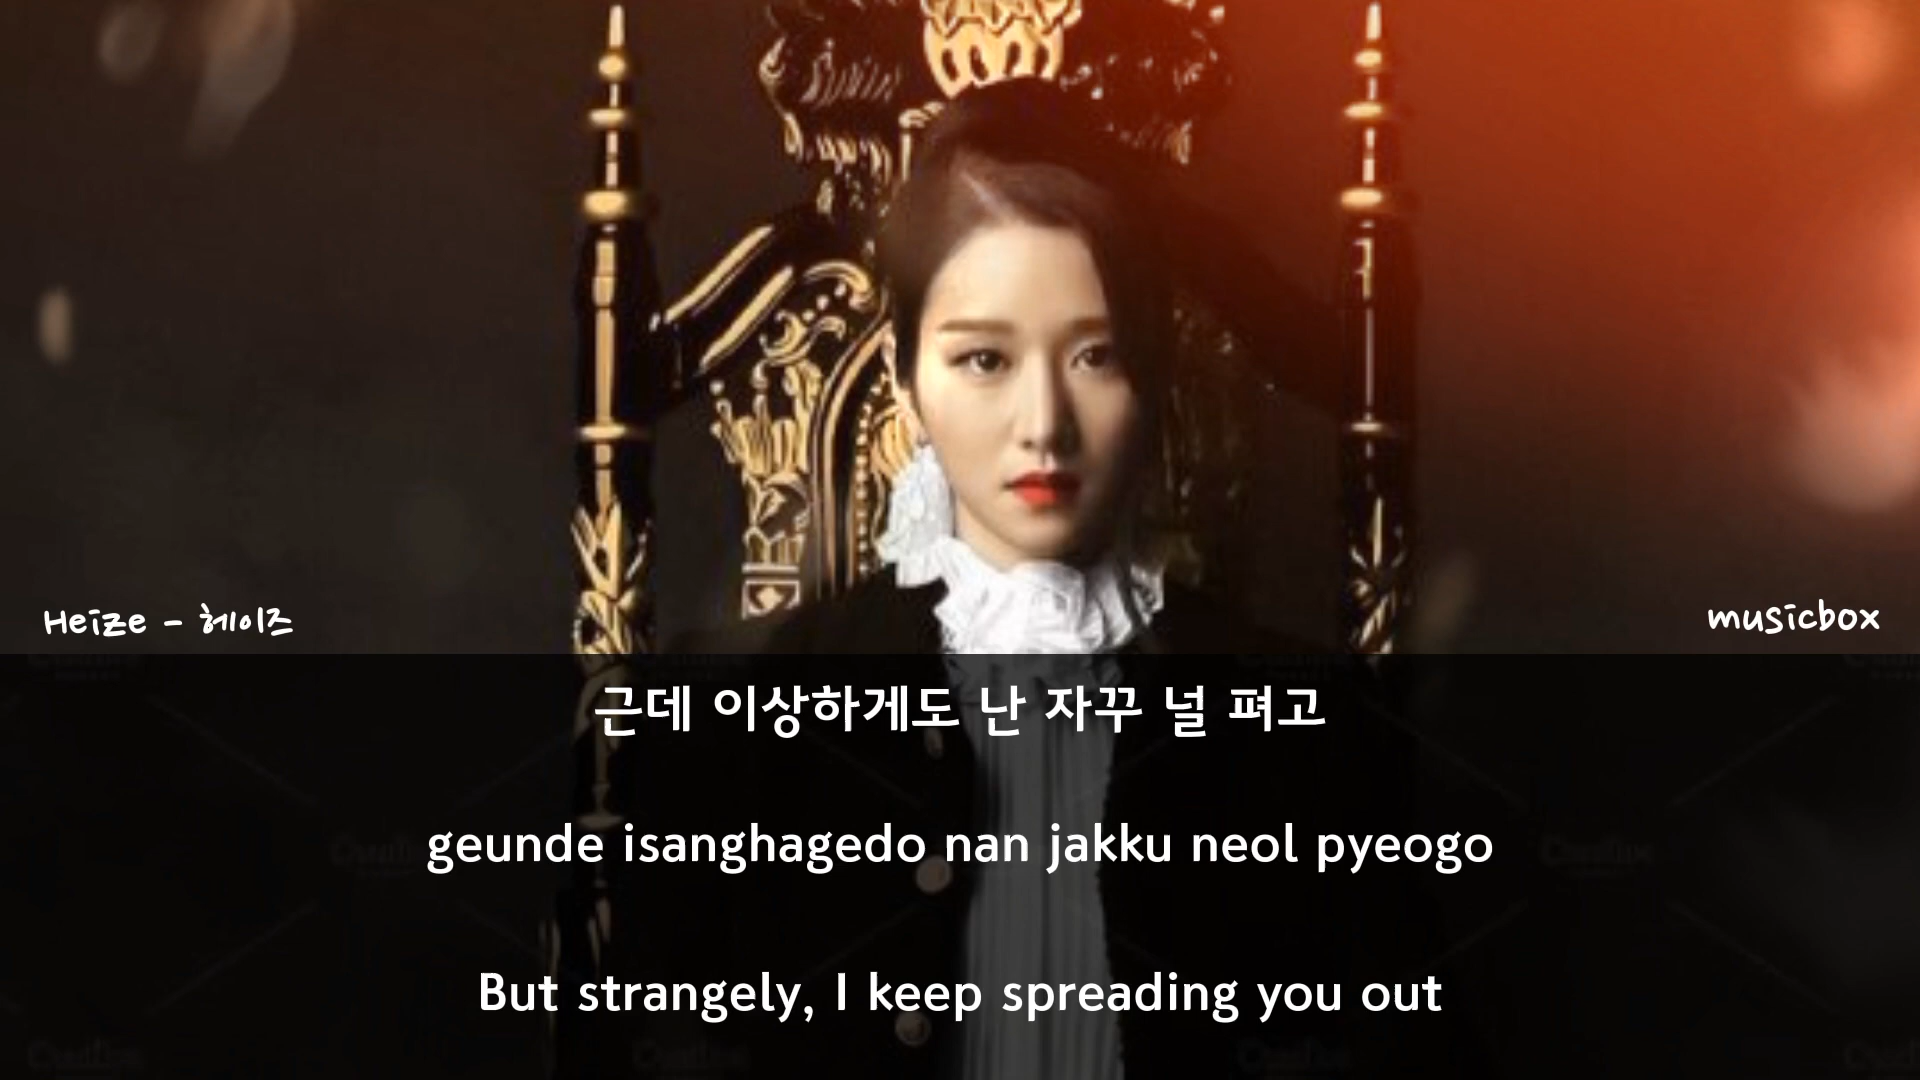 Heize - 헤이즈
musicbox
근데 이상하게도 난 자꾸 널 펴고
geunde isanghagedo nan jakku neol pyeogo
But strangely, I keep spreading you out